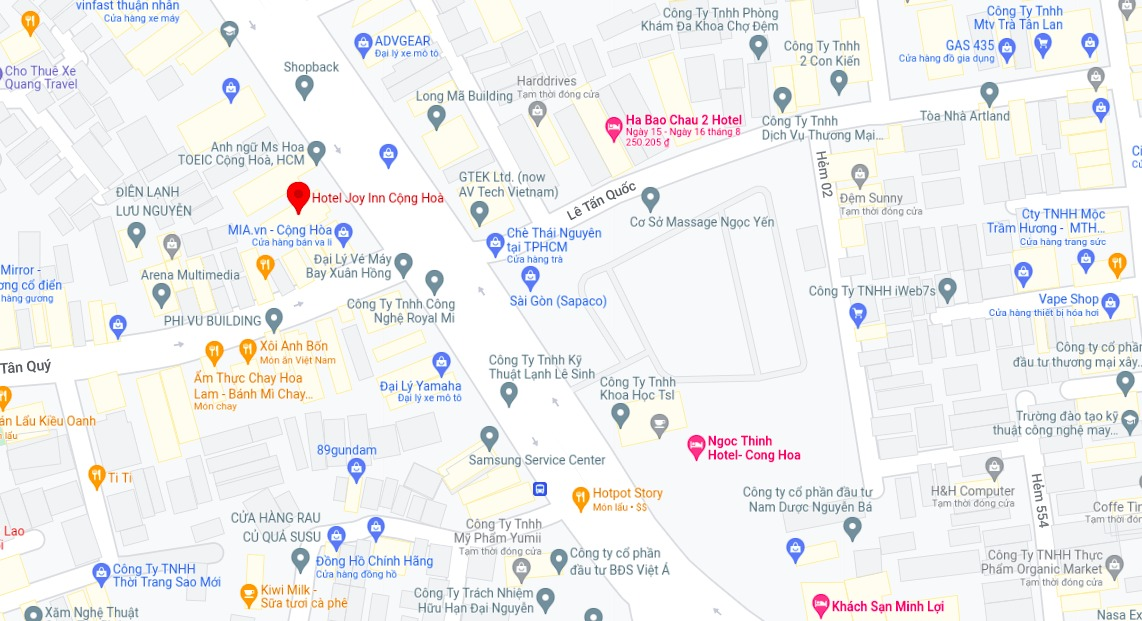 vinfast thuận nhân
Cửa hàng xe máy
Cho Thuê Xe
Quang Travel
ADVGEAR
Đại lý xe mô tô
Shopback
Long Mã Building
Harddrives
Tạm thời đóng cửa
Công Ty Tnhh Phòng
Khám Đa Khoa Chợ Đệm
Công Ty Tnhh
2 Con Kiến
Công Ty Tnhh
Mtv Trà Tân Lan
GAS 435
Cửa hàng đồ gia dụng
Ha Bao Chau 2 Hotel
Ngày 15 - Ngày 16 tháng 8
250.205 ₫
Công Ty Tnhh
Dịch Vụ Thương Mại...
Tòa Nhà Artland
Anh ngữ Ms Hoa
TOEIC Cộng Hoà, HCM
ĐIÊN LẠNH
LƯU NGUYÊN
Hotel Joy Inn Cộng Hoà
GTEK Ltd. (now
AV Tech Vietnam)
Lê Tấn Quốc
Cơ Sở Massage Ngọc Yến
Hẻm 02
Đệm Sunny
Tạm thời đóng cửa
MIA.vn - Cộng Hòa
Cửa hàng bán va li
Chè Thái Nguyên
tại TPHCM
Cửa hàng trà
Cty TNHH Mộc
Trầm Hương - MTH...
Cửa hàng trang sức
Mirror -
ơng cổ điển
hàng gương
Arena Multimedia
Đại Lý Vé Máy
Bay Xuân Hồng
Sài Gòn (Sapaco)
Công Ty TNHH iWeb7s
Vape Shop
Cửa hàng thiết bị hóa hơi
PHI VU BUILDING
Công Ty Tnhh Công
Nghệ Royal Mi
Xôi Anh Bốn
Món ăn Việt Nam
Tân Quý
Ẩm Thực Chay Hoa
Lam - Bánh Mì Chay...
Món chay
Đại Lý Yamaha
Đại lý xe mô tô
Công Ty Tnhh Kỹ
Thuật Lạnh Lê Sinh
Công Ty Tnhh
Khoa Học Tsl
Công ty cổ phần
đầu tư thương mại xây...
án Lẩu Kiều Oanh
n lẩu
Trường đào tạo kỹ
thuật công nghệ may...
Ngoc Thinh
Hotel- Cong Hoa
89gundam
Samsung Service Center
Ti Ti
Hotpot Story
Món lẩu • $$
Công ty cổ phần đầu tư
Nam Dược Nguyên Bá
H&H Computer
Tạm thời đóng cửa
Hẻm 554
Coffe Tin
Tạm thời đóng
Lao
CỬA HÀNG RAU
CỦ QUẢ SUSU
Công Ty Tnhh
Mỹ Phẩm Yumii
Tạm thời đóng cửa
Đồng Hồ Chính Hãng
Cửa hàng đồng hồ
Công ty cổ phần
đầu tư BĐS Việt Á
Công Ty TNHH
Thời Trang Sao Mới
Công Ty TNHH Thực
Phẩm Organic Market
Tạm thời đóng cửa
Kiwi Milk -
Sữa tươi cà phê
Công Ty Trách Nhiệm
Hữu Hạn Đại Nguyên
Khách Sạn Minh Lợi
Xăm Nghệ Thuật
Nasa Ex